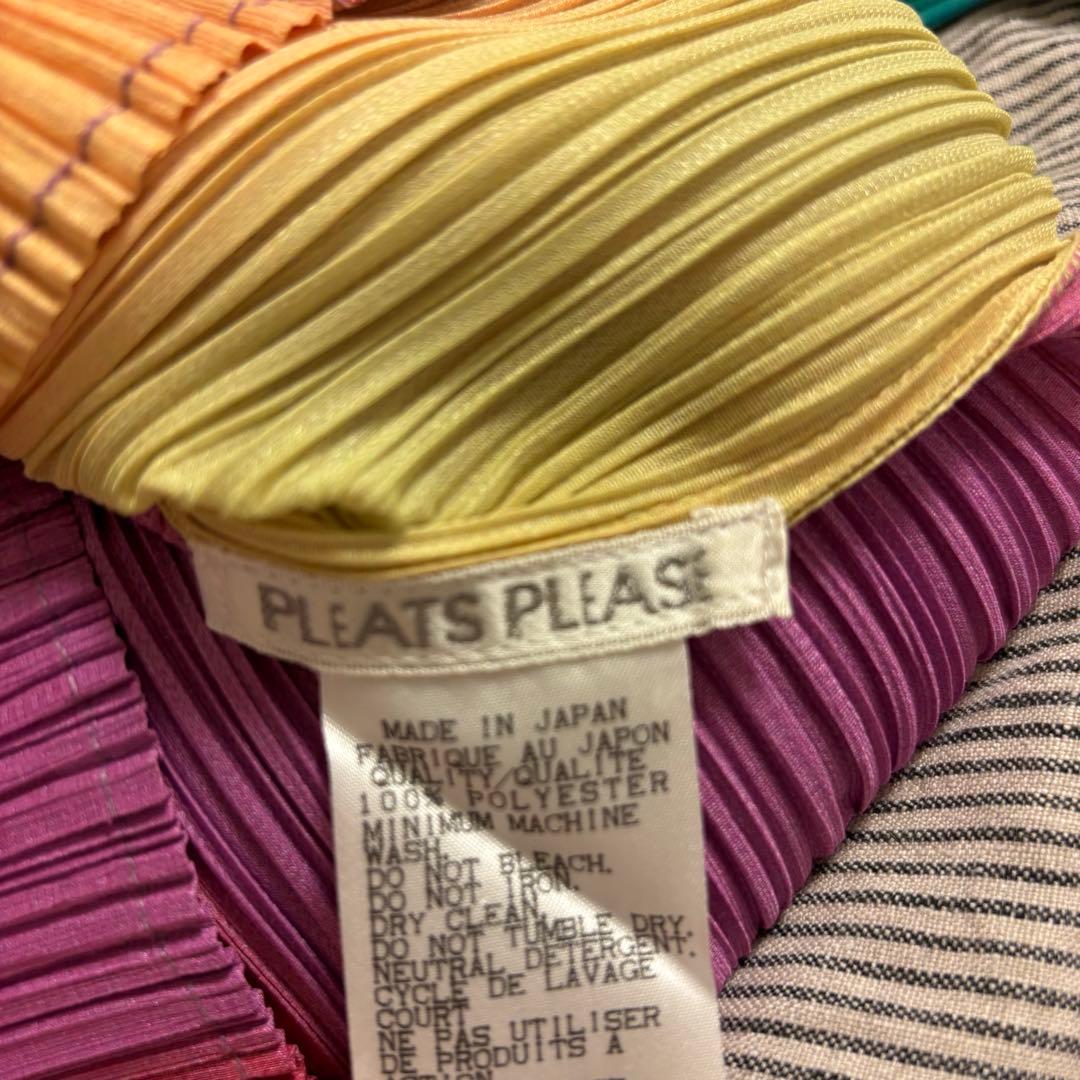 PLEATS PLEASE
MADE IN JAPAN
FABRIQUE AU JAPON
QUALITY/QUALITE
100% POLYESTER
MINIMUM MACHINE
WASH.
DO NOT BLEACH.
DO NOT IRON.
DRY CLEAN
DO NOT TUMBLE DRY.
NEUTRAL DETERGENT.
CYCLE DE LAVAGE
COURT
NE PAS UTILISER
DE PRODUITS A
ACTION